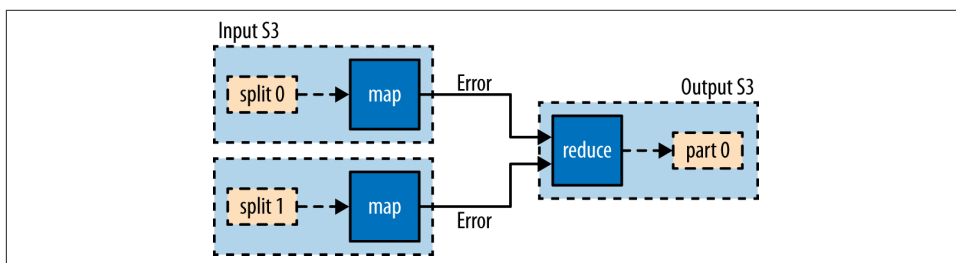 Input S3
split 0
map
Error
Output S3
reduce
part 0
split 1
map
Error